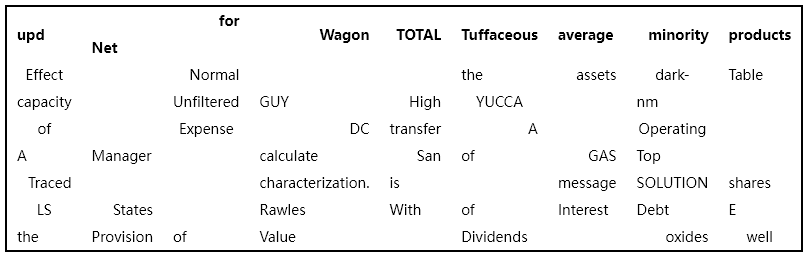 upd Net for Wagon TOTAL Tuffaceous average minority products
Effect Normal the assets dark- Table
capacity Unfiltered GUY High YUCCA nm
of Expense DC transfer A Operating
A Manager calculate San of GAS Top
Traced characterization. is message SOLUTION shares
LS States Rawles With of Interest Debt E
the Provision of Value Dividends oxides well